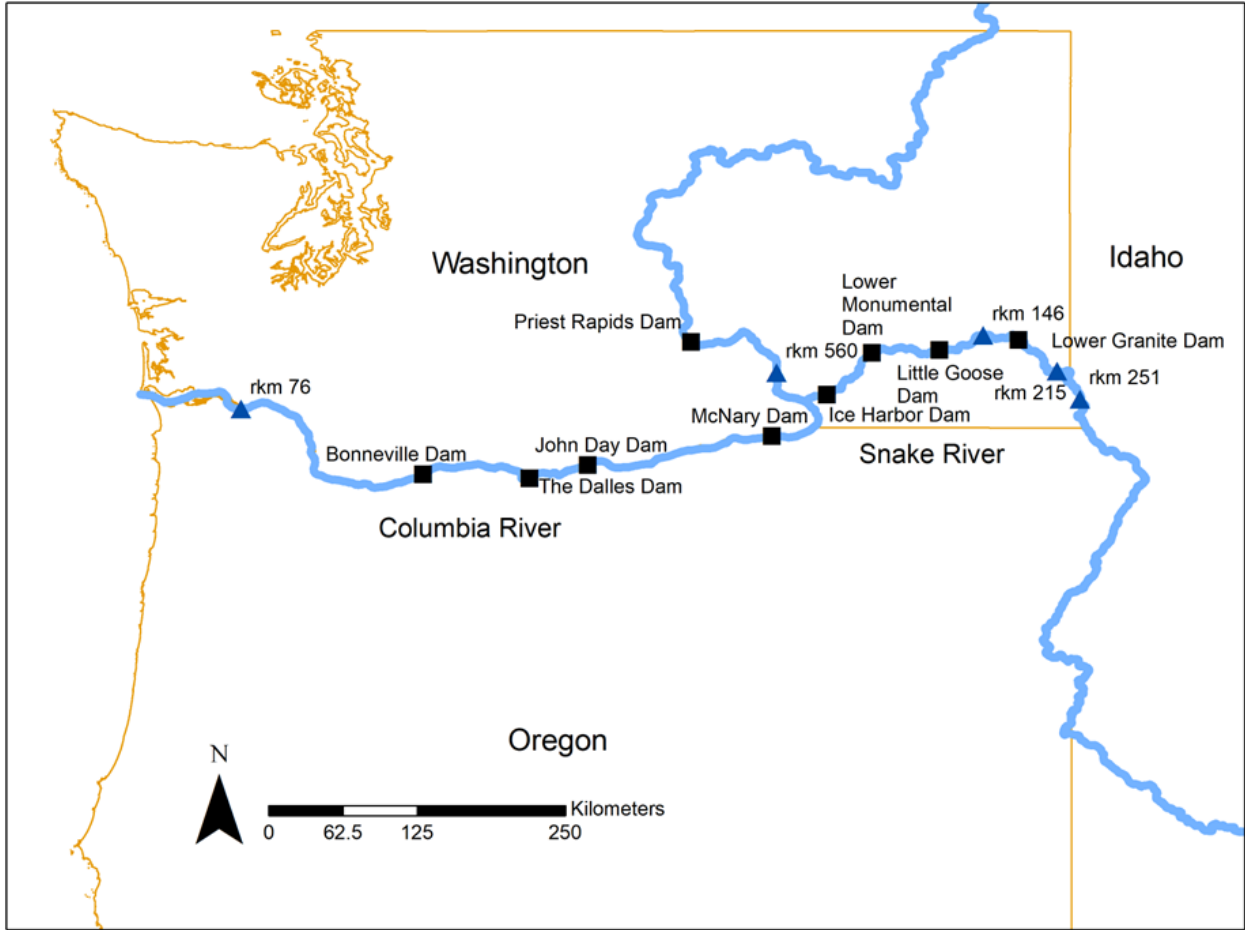 Washington
Idaho
Lower
Monumental
Dam
rkm 146
Priest Rapids Dam
rkm 560
Lower Granite Dam
Little Goose
Dam
rkm 215
rkm 251
rkm 76
McNary Dam
Ice Harbor Dam
John Day Dam
Bonneville Dam
Snake River
The Dalles Dam
Columbia River
Oregon
N
Kilometers
0
62.5
125
250